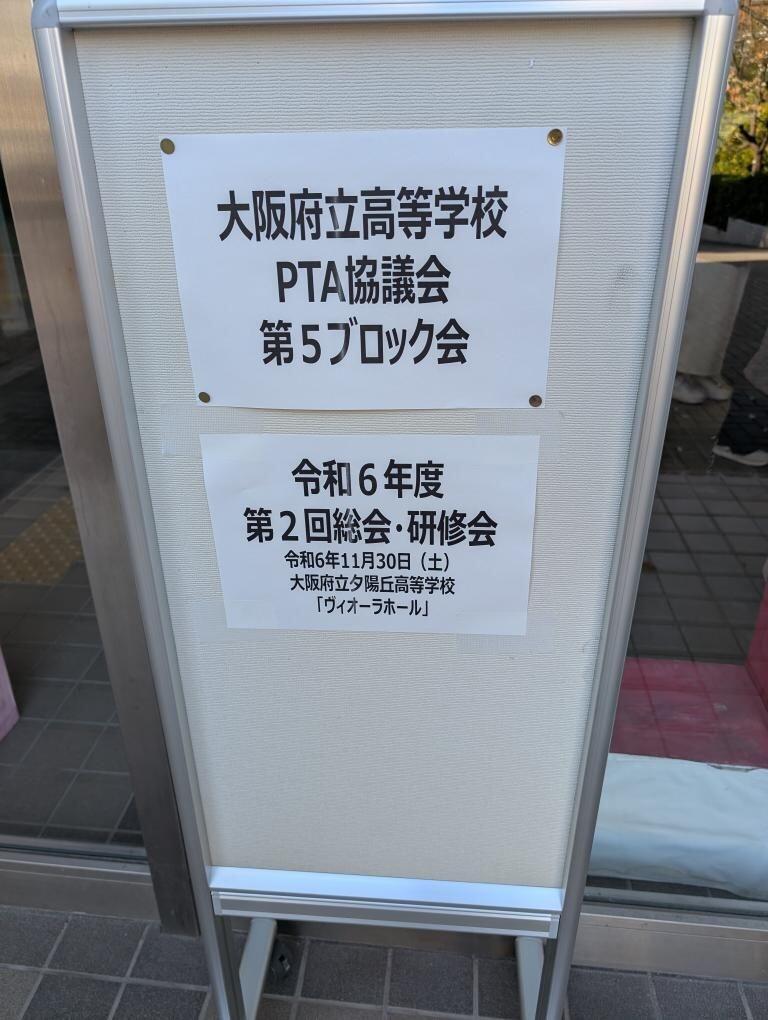 大阪府立高等学校
PTA協議会
第５ブロック会
令和６年度
第２回総会・研修会
令和6年11月30日（土）
大阪府立夕陽丘高等学校
「ヴィオーラホール」